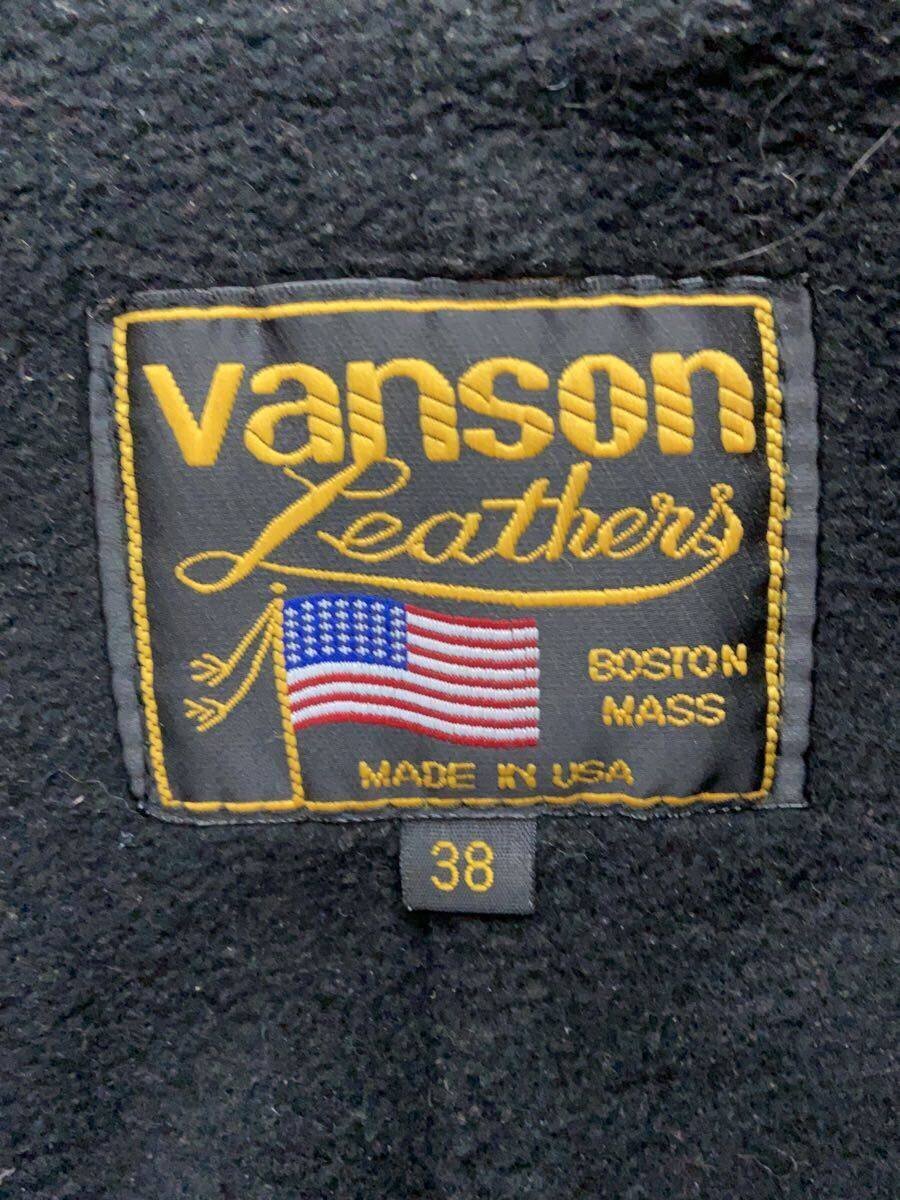 vanson
Leathers
BOSTON
MASS
MADE IN USA
38